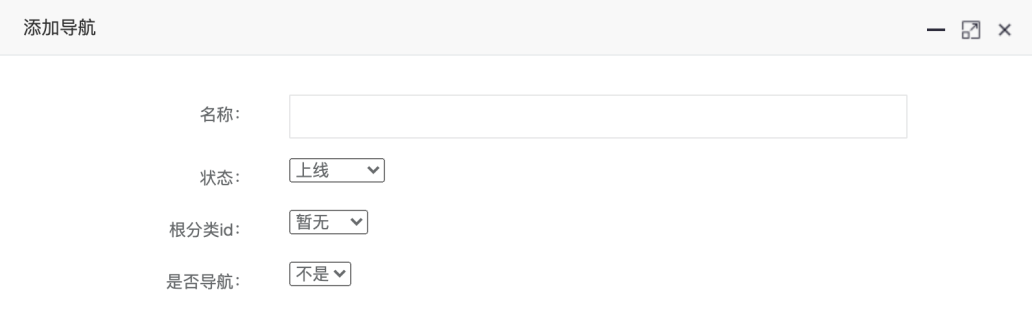 添加导航
名称：
状态： 上线
根分类id： 暂无
是否导航： 不是